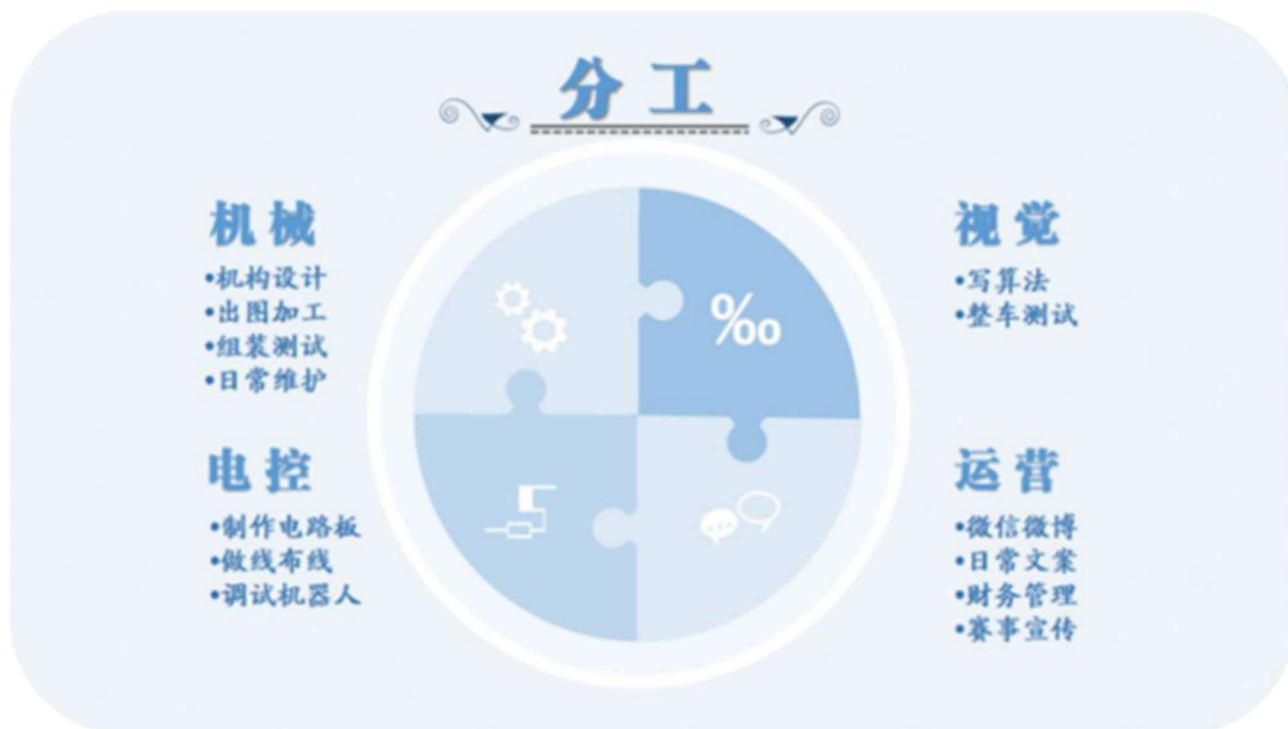 分工
机械
•机构设计
•出图加工
•组装测试
•日常维护
视觉
•写算法
•整车测试
电控
•制作电路板
•做线布线
•调试机器人
运营
•微信微博
•日常文案
•财务管理
•赛事宣传
‰